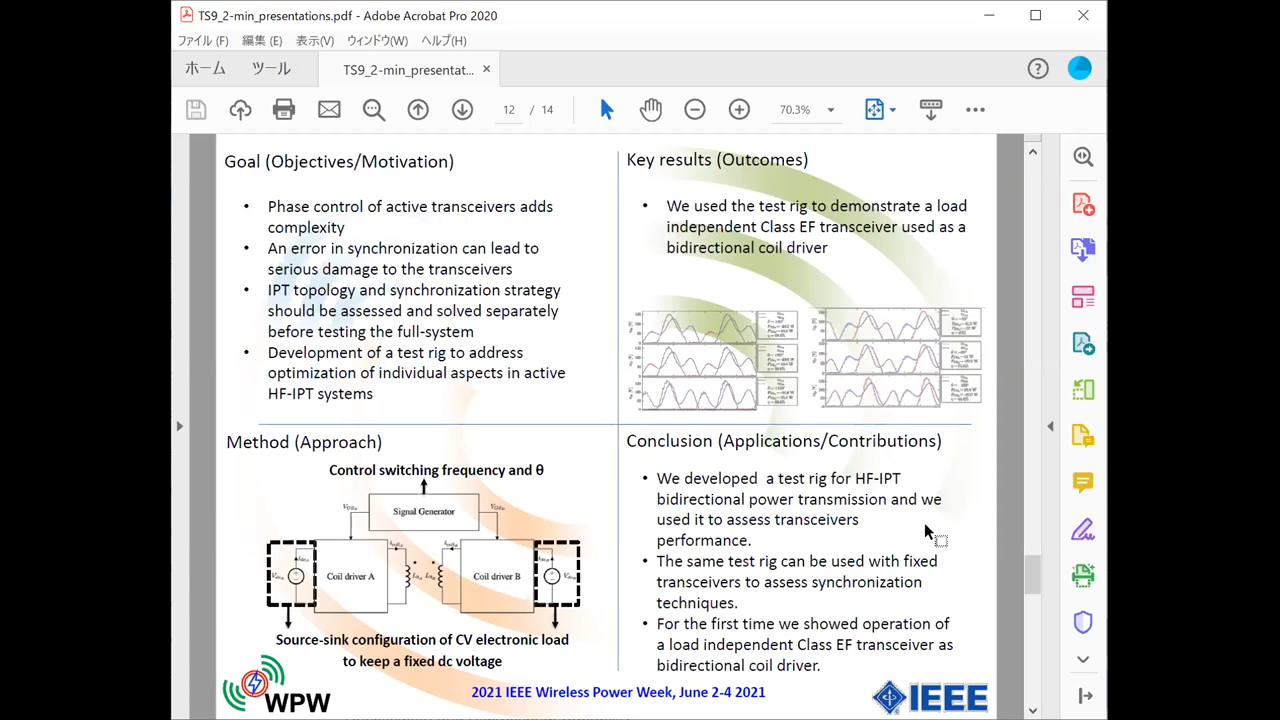 TS9_2-min_presentations.pdf - Adobe Acrobat Pro 2020
ファイル(F) 編集(E) 表示(V) ウィンドウ(W) ヘルプ(H)
ホーム ツール TS9_2-min_presentat...
12 / 14 70.3%
Goal (Objectives/Motivation)
• Phase control of active transceivers adds
complexity
• An error in synchronization can lead to
serious damage to the transceivers
• IPT topology and synchronization strategy
should be assessed and solved separately
before testing the full-system
• Development of a test rig to address
optimization of individual aspects in active
HF-IPT systems
Key results (Outcomes)
• We used the test rig to demonstrate a load
independent Class EF transceiver used as a
bidirectional coil driver
Method (Approach)
Control switching frequency and θ
Signal Generator
Coil driver A
Coil driver B
Source-sink configuration of CV electronic load
to keep a fixed dc voltage
Conclusion (Applications/Contributions)
• We developed a test rig for HF-IPT
bidirectional power transmission and we
used it to assess transceivers
performance.
• The same test rig can be used with fixed
transceivers to assess synchronization
techniques.
• For the first time we showed operation of
a load independent Class EF transceiver as
bidirectional coil driver.
WPW
2021 IEEE Wireless Power Week, June 2-4 2021
IEEE